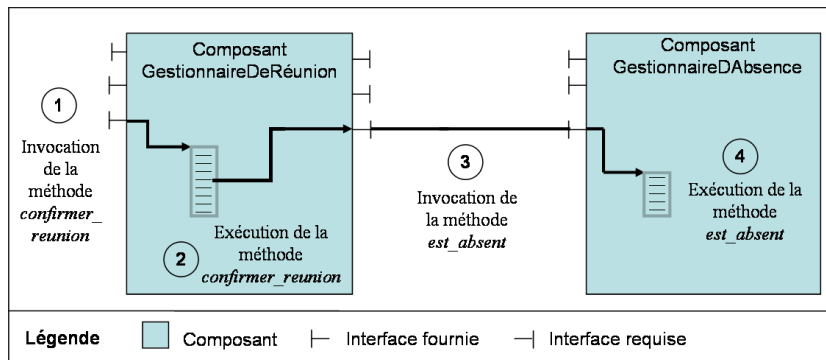 Composant
GestionnaireDeRéunion
Composant
GestionnaireDAbsence
1
Invocation
de la
méthode
confirmer_
reunion
2
Exécution de la
méthode
confirmer_reunion
3
Invocation de
la méthode
est_absent
4
Exécution de
la méthode
est_absent
Légende
Composant
Interface fournie
Interface requise